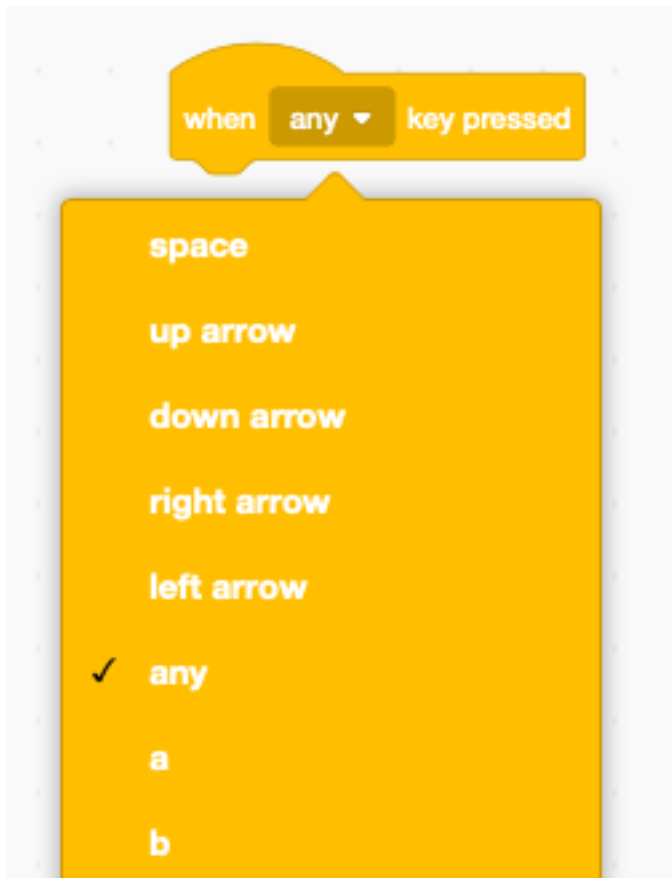 when any key pressed
space
up arrow
down arrow
right arrow
left arrow
✓ any
a
b